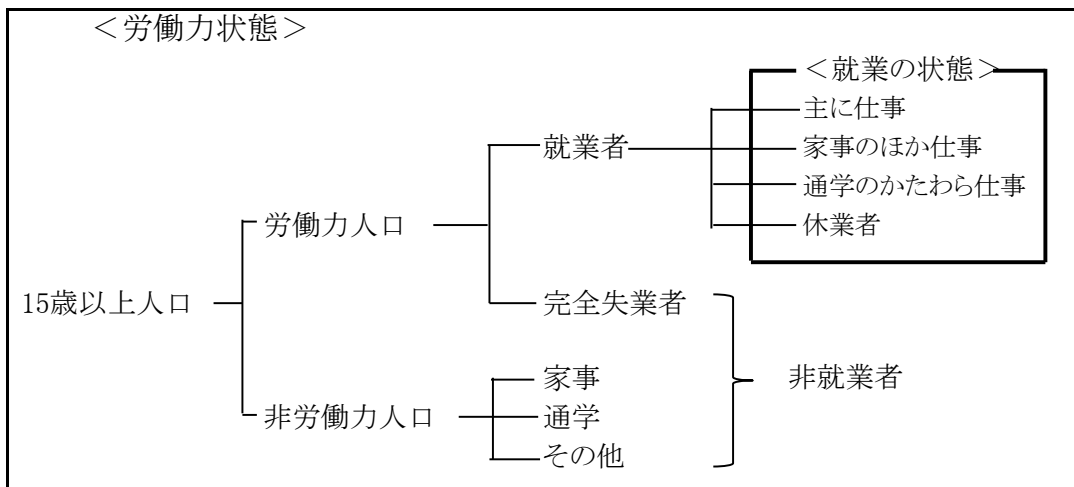 ＜労働力状態＞
＜就業の状態＞
主に仕事
就業者
家事のほか仕事
通学のかたわら仕事
労働力人口
休業者
15歳以上人口
完全失業者
家事
非就業者
非労働力人口
通学
その他